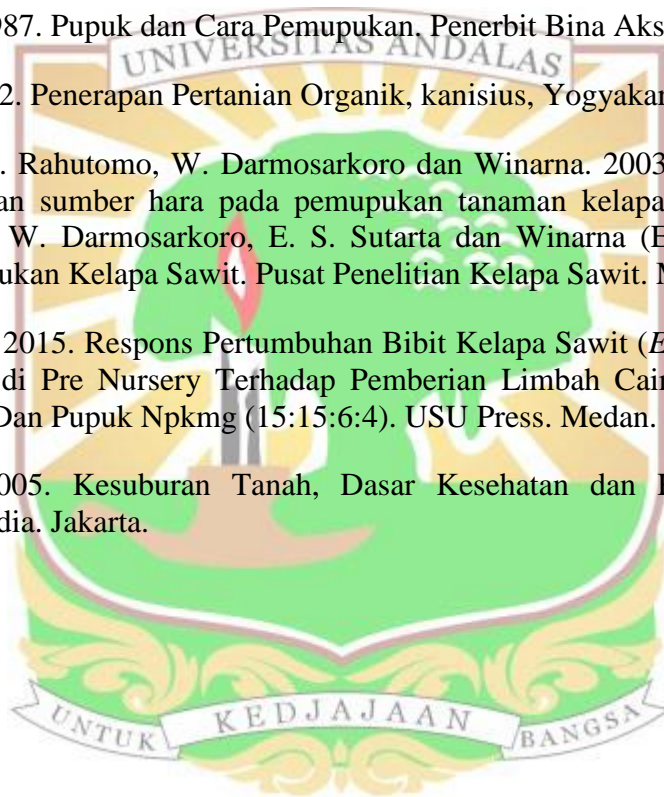 987. Pupuk dan Cara Pemupukan. Penerbit Bina Aks
UNIVERSITAS ANDALAS
2. Penerapan Pertanian Organik, kanisius, Yogyakar
. Rahutomo, W. Darmosarkoro dan Winarna. 2003
an sumber hara pada pemupukan tanaman kelapa
W. Darmosarkoro, E. S. Sutarta dan Winarna (E
ukan Kelapa Sawit. Pusat Penelitian Kelapa Sawit.
2015. Respons Pertumbuhan Bibit Kelapa Sawit (E
di Pre Nursery Terhadap Pemberian Limbah Cair
Dan Pupuk Npkmg (15:15:6:4). USU Press. Medan.
005. Kesuburan Tanah, Dasar Kesehatan dan
dia. Jakarta.
UNTUK KEDJAJAAN BANGSA